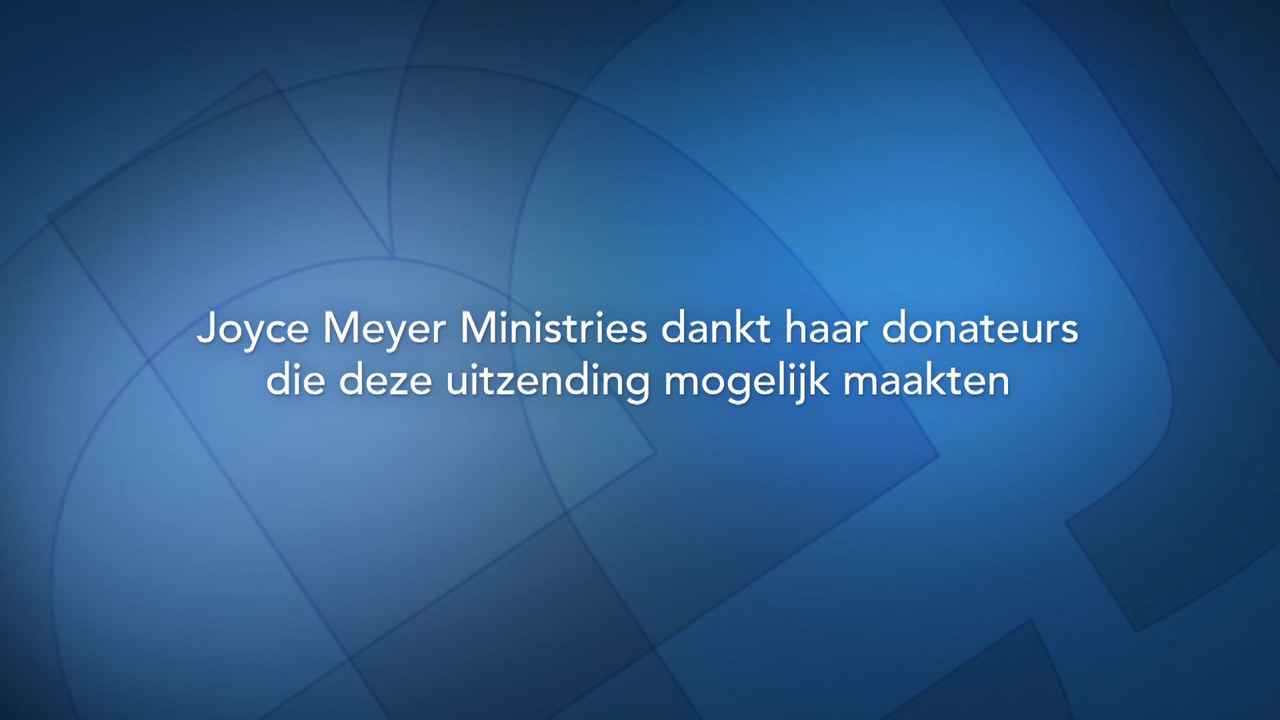 Joyce Meyer Ministries dankt haar donateurs
die deze uitzending mogelijk maakten